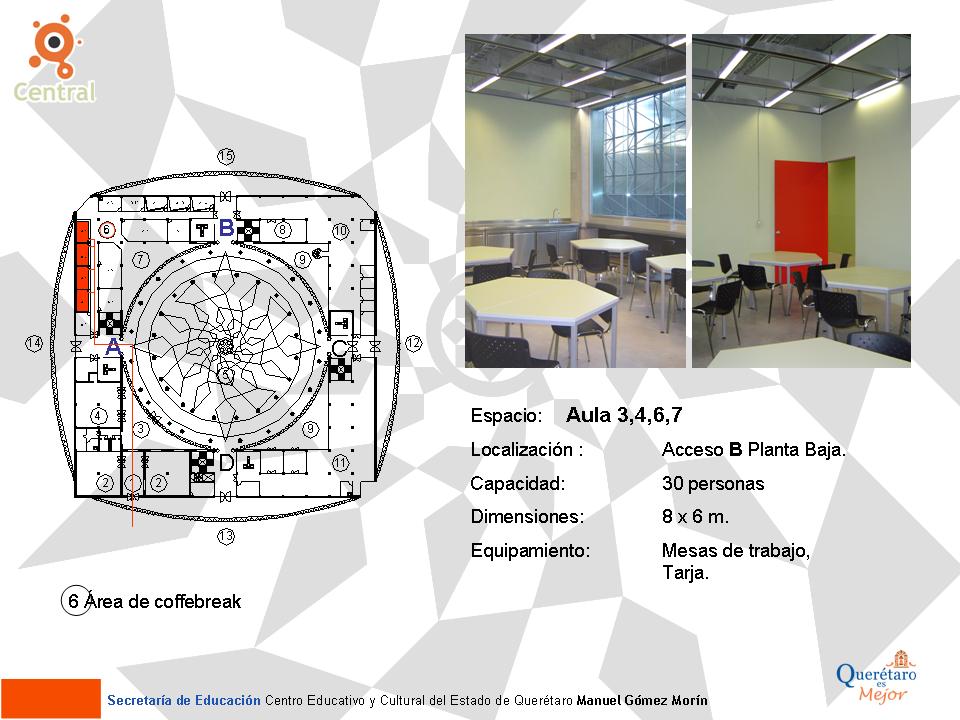 Central
15
B
6
8
10
7
9
14
A
C
12
4
3
9
D
11
2
2
13
6 Área de coffebreak
Espacio: Aula 3,4,6,7
Localización : Acceso B Planta Baja.
Capacidad: 30 personas
Dimensiones: 8 x 6 m.
Equipamiento: Mesas de trabajo,
Tarja.
Querétaro
es
Mejor
Secretaría de Educación Centro Educativo y Cultural del Estado de Querétaro Manuel Gómez Morín